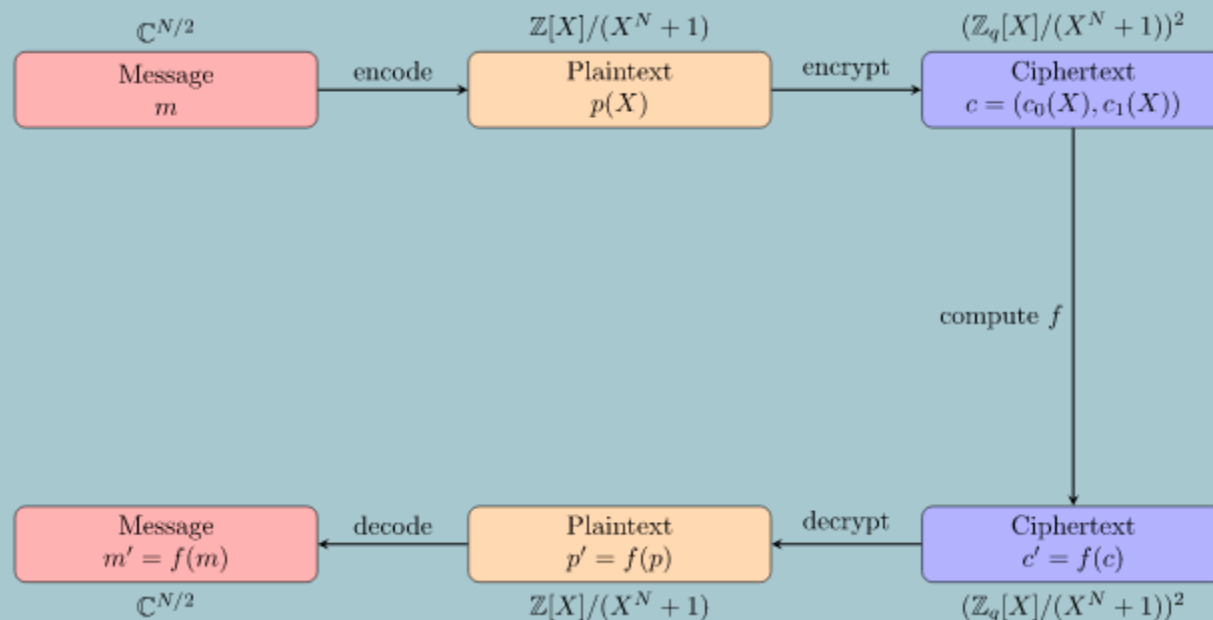 ℂ^{N/2}
ℤ[X]/(X^N + 1)
(ℤ_q[X]/(X^N + 1))^2
Message
m
encode
Plaintext
p(X)
encrypt
Ciphertext
c = (c_0(X), c_1(X))
compute f
Message
m′ = f(m)
decode
Plaintext
p′ = f(p)
decrypt
Ciphertext
c′ = f(c)
ℂ^{N/2}
ℤ[X]/(X^N + 1)
(ℤ_q[X]/(X^N + 1))^2